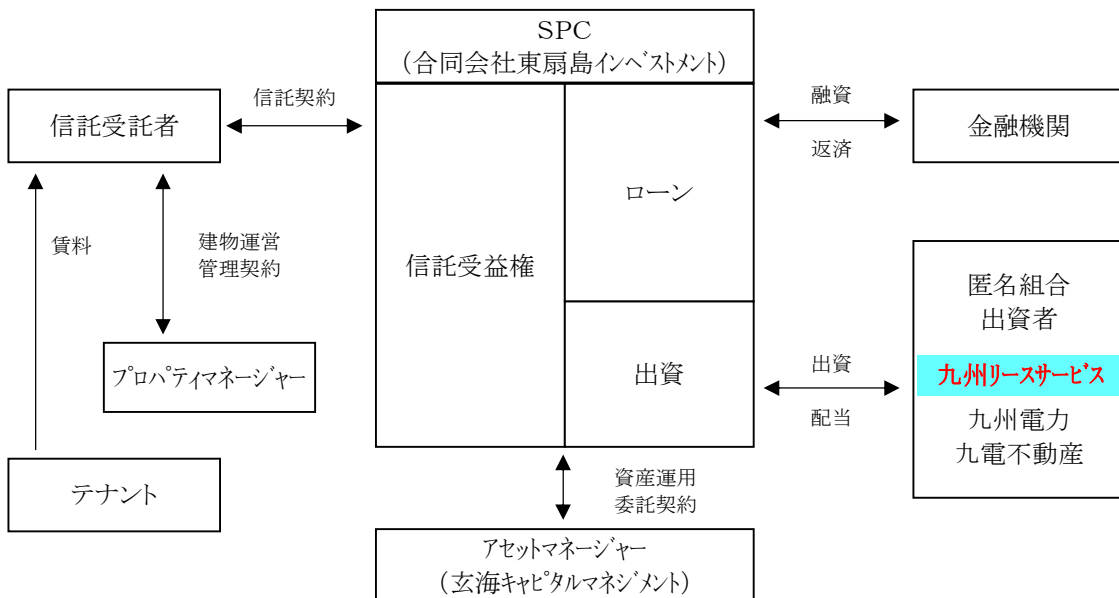 SPC
（合同会社東扇島ｲﾝﾍﾞｽﾄﾒﾝﾄ）
信託契約
信託受託者
融資
返済
金融機関
ローン
賃料
建物運営
管理契約
信託受益権
匿名組合
出資者
九州ﾘｰｽｻｰﾋﾞｽ
九州電力
九電不動産
プロパティマネージャー
出資
出資
配当
テナント
資産運用
委託契約
アセットマネージャー
（玄海ｷｬﾋﾟﾀﾙﾏﾈｼﾞﾒﾝﾄ）